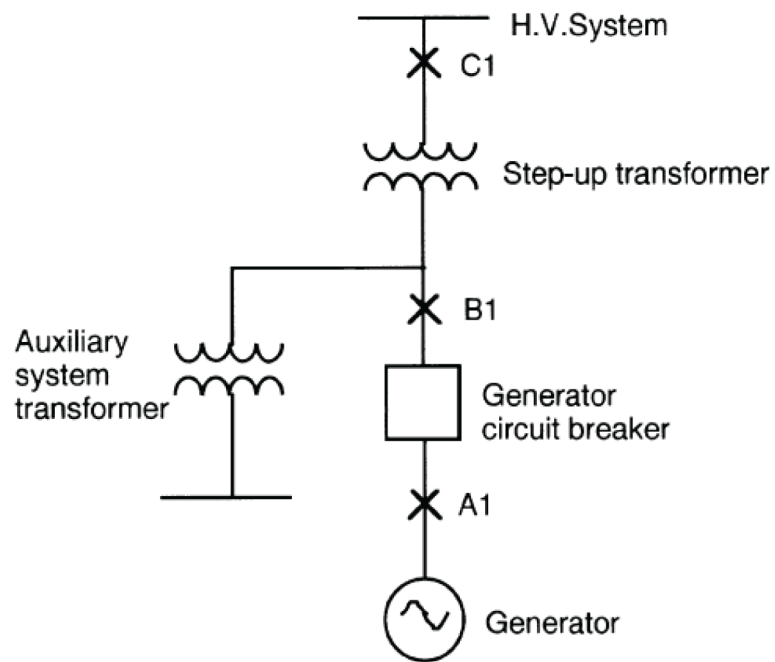 H.V.System
C1
Step-up transformer
B1
Auxiliary
system
transformer
Generator
circuit breaker
A1
Generator